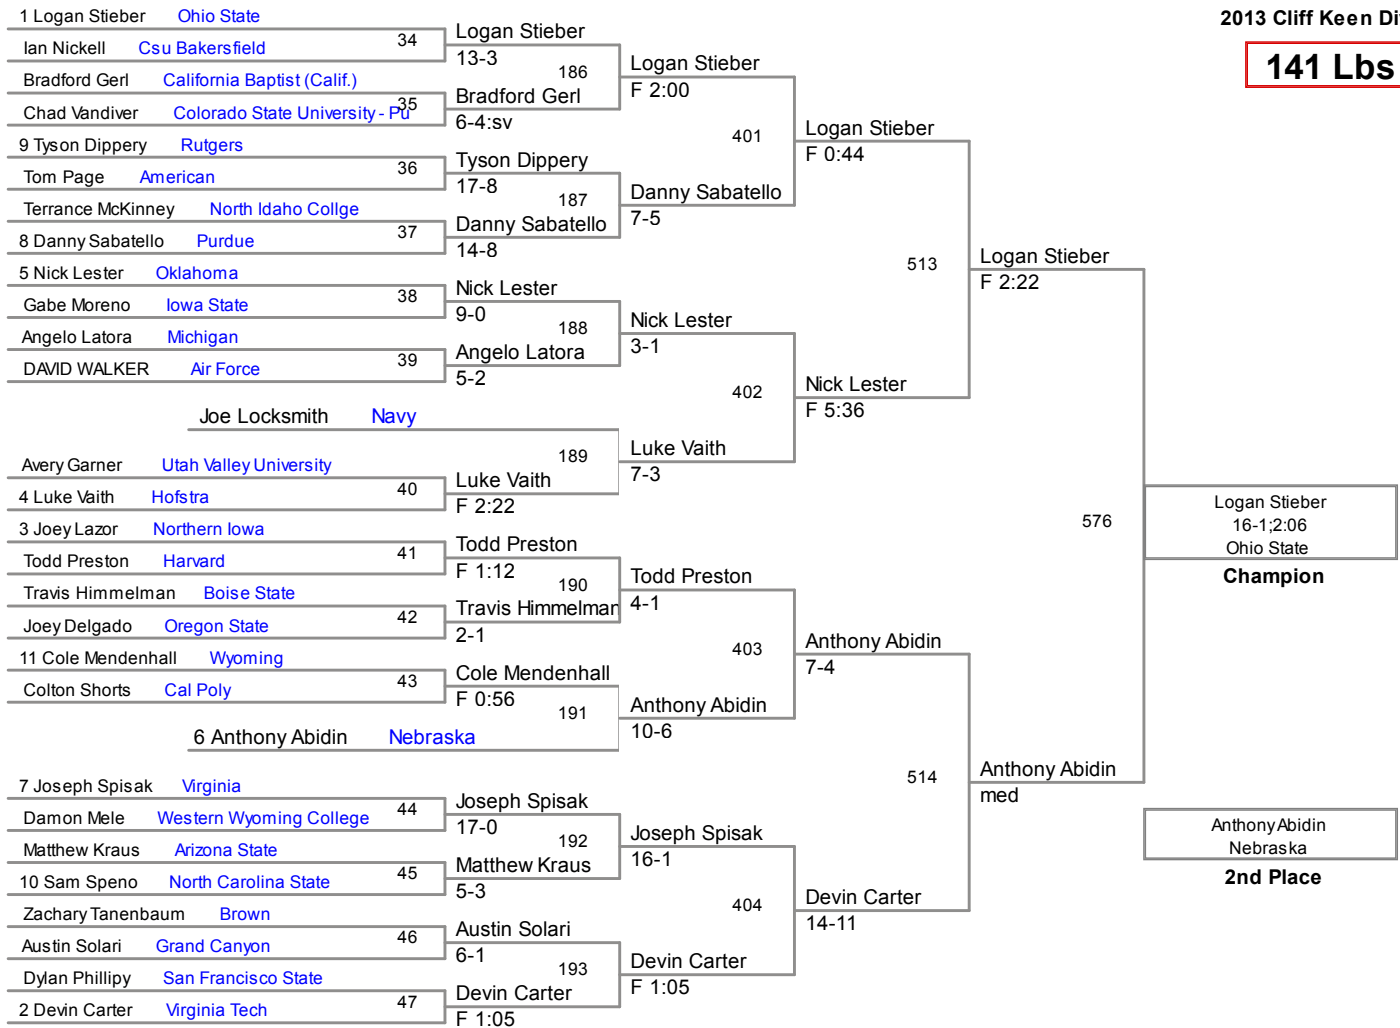 2013 Cliff Keen Di
141 Lbs
1 Logan Stieber Ohio State
Ian Nickell Csu Bakersfield
34
Logan Stieber
13-3
Bradford Gerl California Baptist (Calif.)
Chad Vandiver Colorado State University - Pu
35
Bradford Gerl
6-4:sv
186
Logan Stieber
F 2:00
9 Tyson Dippery Rutgers
Tom Page American
36
Tyson Dippery
17-8
Terrance McKinney North Idaho Collge
8 Danny Sabatello Purdue
37
Danny Sabatello
14-8
187
Danny Sabatello
7-5
401
Logan Stieber
F 0:44
5 Nick Lester Oklahoma
Gabe Moreno Iowa State
38
Nick Lester
9-0
Angelo Latora Michigan
DAVID WALKER Air Force
39
Angelo Latora
5-2
188
Nick Lester
3-1
Joe Locksmith Navy
Avery Garner Utah Valley University
4 Luke Vaith Hofstra
40
Luke Vaith
F 2:22
189
Luke Vaith
7-3
402
Nick Lester
F 5:36
513
Logan Stieber
F 2:22
3 Joey Lazor Northern Iowa
Todd Preston Harvard
41
Todd Preston
F 1:12
Travis Himmelman Boise State
Joey Delgado Oregon State
42
Travis Himmelman
2-1
190
Todd Preston
4-1
11 Cole Mendenhall Wyoming
Colton Shorts Cal Poly
43
Cole Mendenhall
F 0:56
6 Anthony Abidin Nebraska
191
Anthony Abidin
10-6
403
Anthony Abidin
7-4
7 Joseph Spisak Virginia
Damon Mele Western Wyoming College
44
Joseph Spisak
17-0
Matthew Kraus Arizona State
10 Sam Speno North Carolina State
45
Matthew Kraus
5-3
192
Joseph Spisak
16-1
Zachary Tanenbaum Brown
Austin Solari Grand Canyon
46
Austin Solari
6-1
Dylan Phillipy San Francisco State
2 Devin Carter Virginia Tech
47
Devin Carter
F 1:05
193
Devin Carter
F 1:05
404
Devin Carter
14-11
514
Anthony Abidin
med
576
Logan Stieber
16-1;2:06
Ohio State
Champion
Anthony Abidin
Nebraska
2nd Place